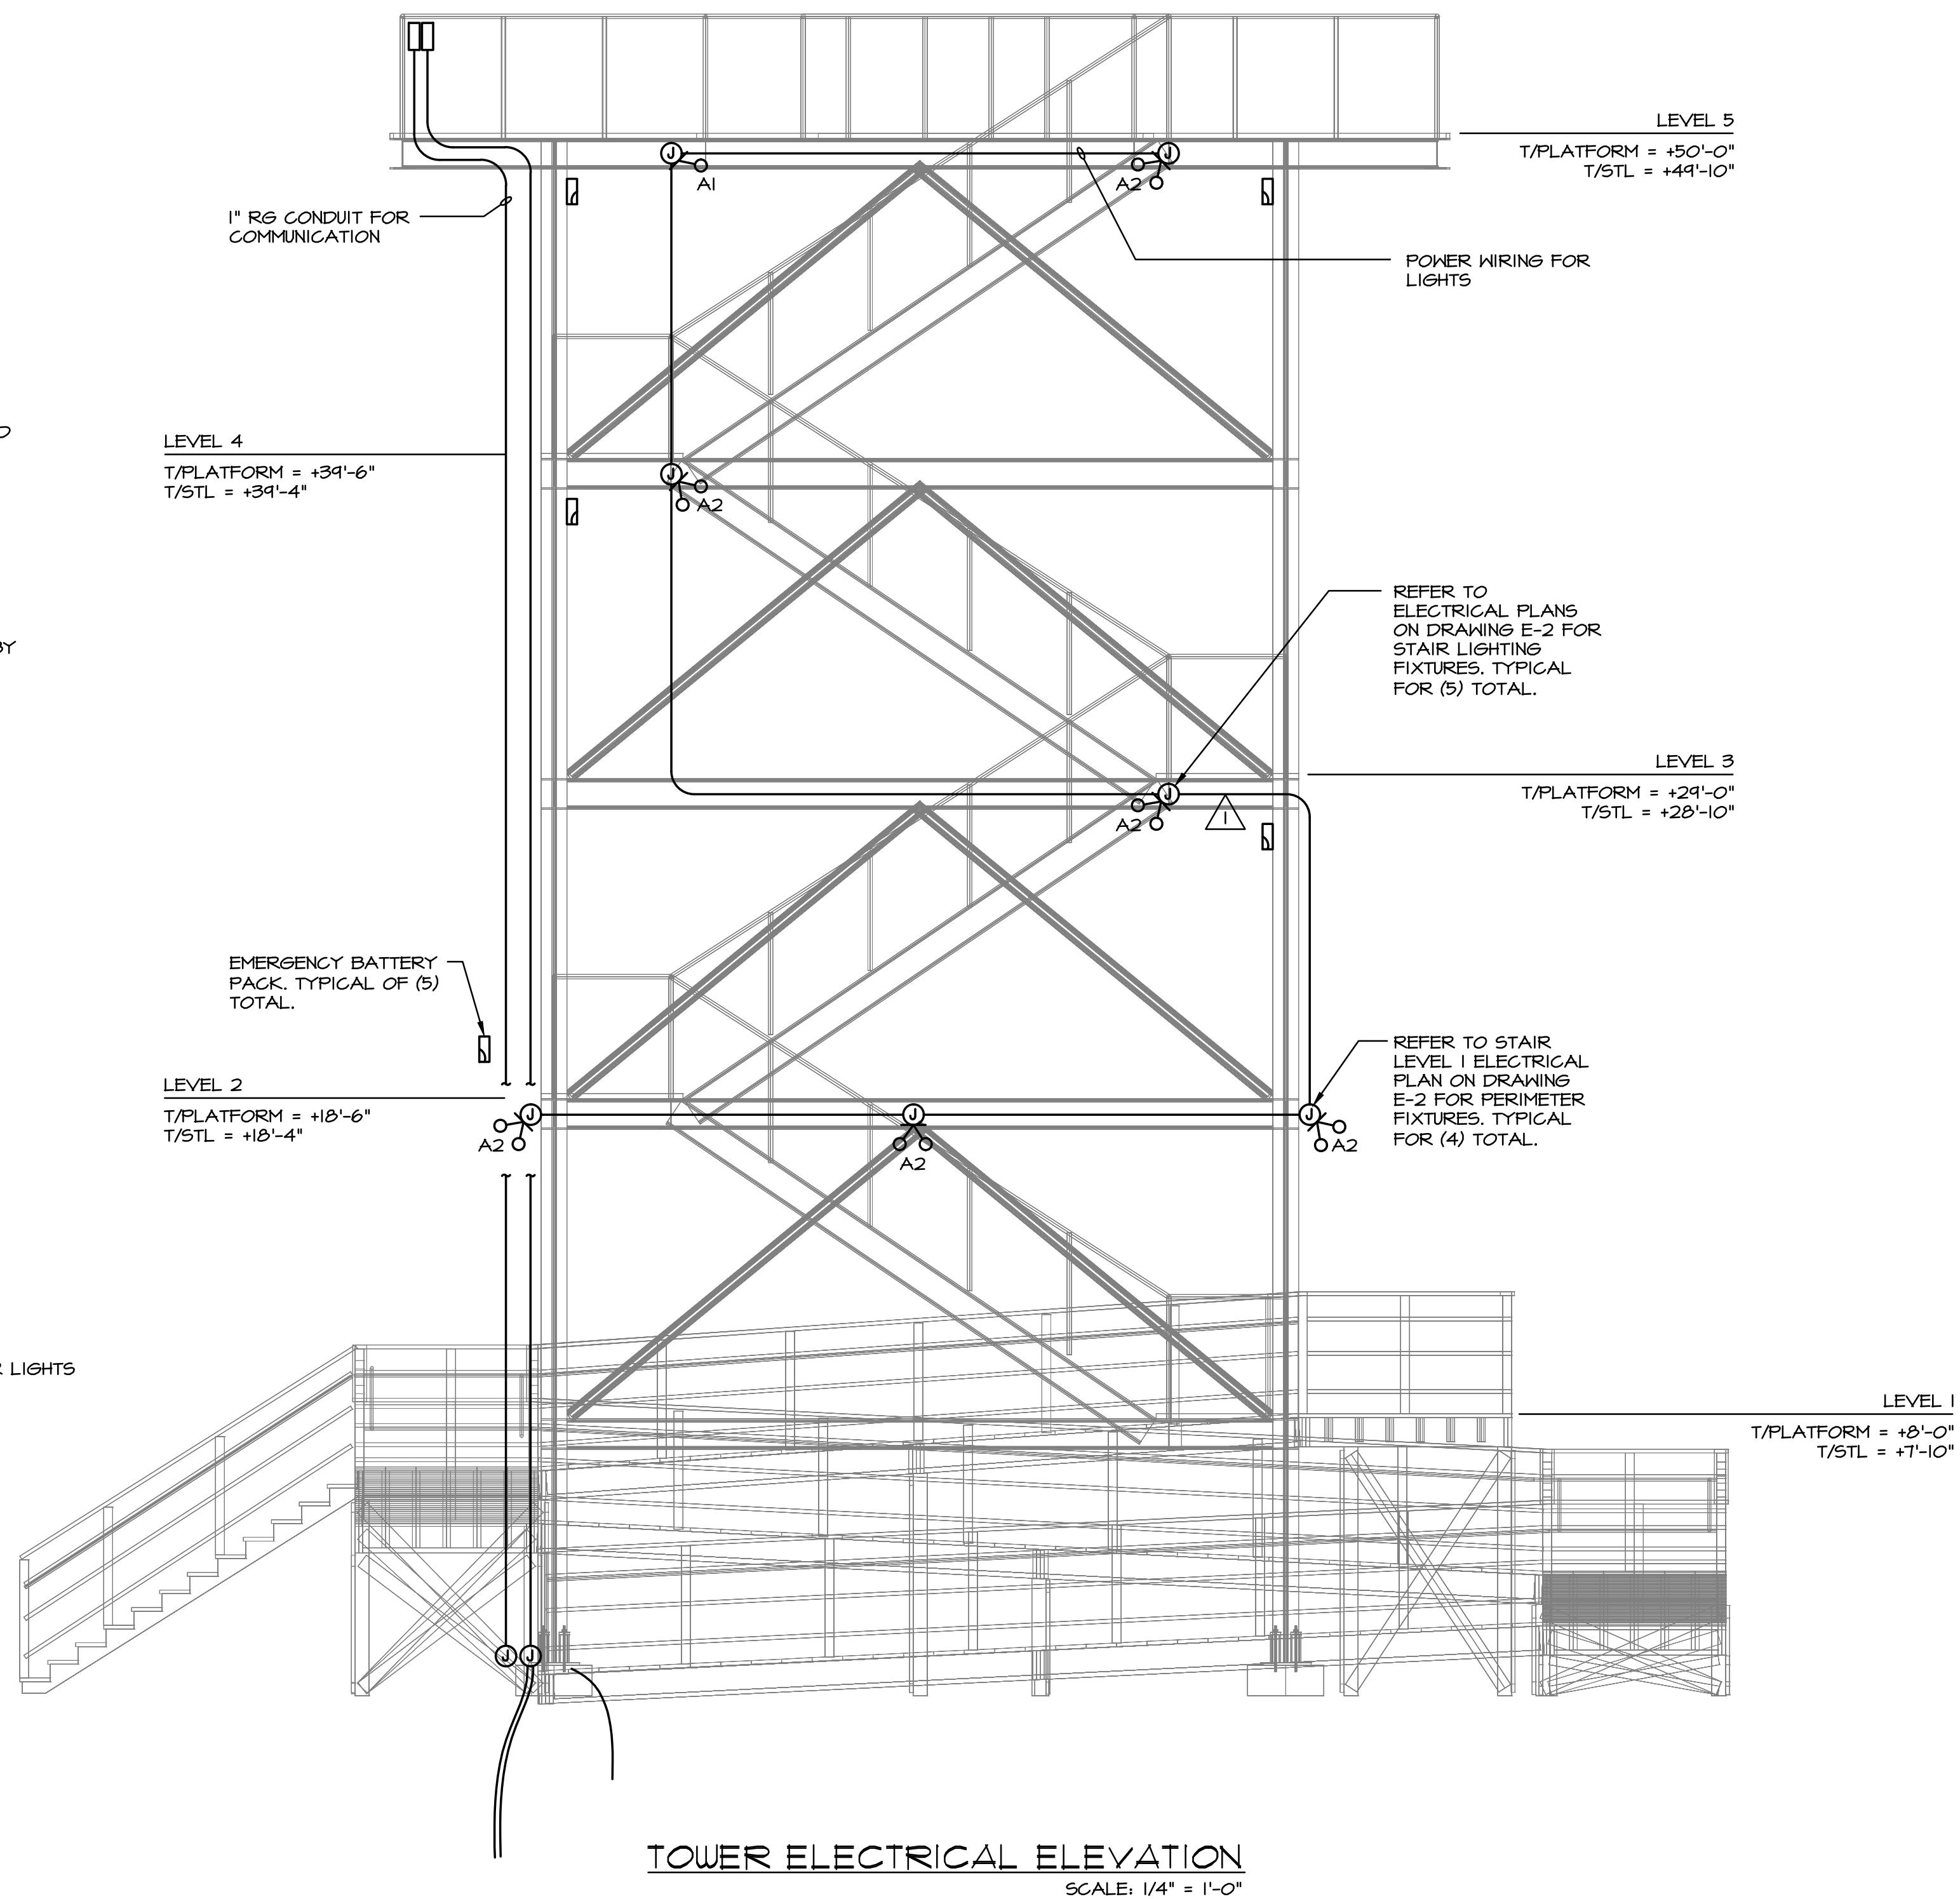 LEVEL 5
T/PLATFORM = +50'-0"
T/STL = +49'-10"
J
J
A1
A2
1" RG CONDUIT FOR
COMMUNICATION
POWER WIRING FOR
LIGHTS
LEVEL 4
T/PLATFORM = +39'-6"
T/STL = +39'-4"
J
A2
REFER TO
ELECTRICAL PLANS
ON DRAWING E-2 FOR
STAIR LIGHTING
FIXTURES. TYPICAL
FOR (5) TOTAL.
BY
LEVEL 3
T/PLATFORM = +29'-0"
T/STL = +28'-10"
J
A2
1
EMERGENCY BATTERY
PACK. TYPICAL OF (5)
TOTAL.
REFER TO STAIR
LEVEL 1 ELECTRICAL
PLAN ON DRAWING
E-2 FOR PERIMETER
FIXTURES. TYPICAL
FOR (4) TOTAL.
LEVEL 2
T/PLATFORM = +18'-6"
T/STL = +18'-4"
J
J
J
A2
A2
A2
LIGHTS
LEVEL 1
T/PLATFORM = +8'-0"
T/STL = +7'-10"
J
J
TOWER ELECTRICAL ELEVATION
SCALE: 1/4" = 1'-0"